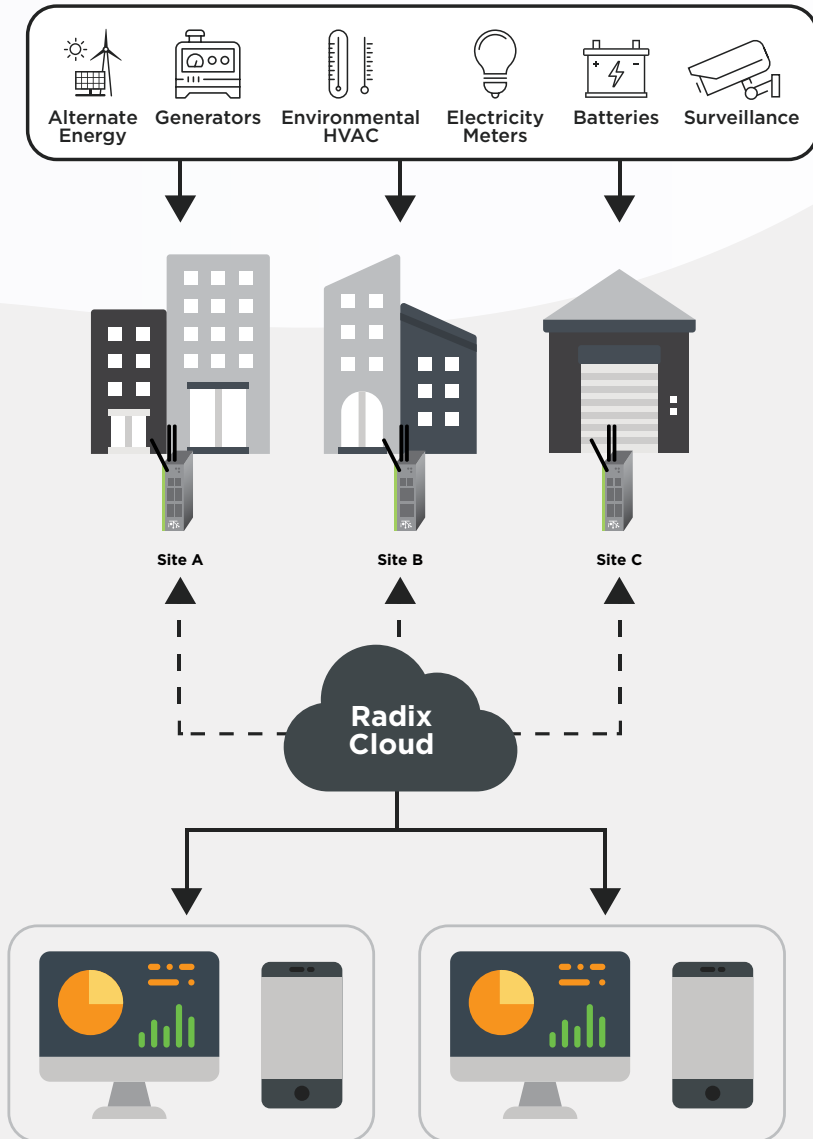 Alternate
Energy
Generators
Environmental
HVAC
Electricity
Meters
Batteries
Surveillance
Site A
Site B
Site C
Radix
Cloud